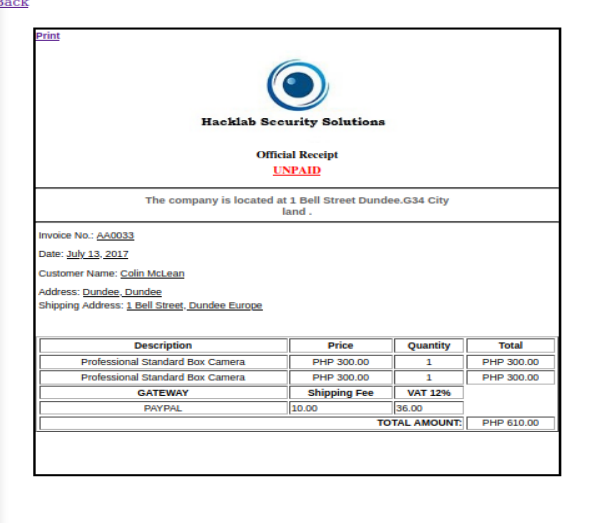 Back
Print
Hacklab Security Solutions
Official Receipt
UNPAID
The company is located at 1 Bell Street Dundee.G34 City
land .
Invoice No.: AA0033
Date: July 13, 2017
Customer Name: Colin McLean
Address: Dundee, Dundee
Shipping Address: 1 Bell Street, Dundee Europe
Description Price Quantity Total
Professional Standard Box Camera PHP 300.00 1 PHP 300.00
Professional Standard Box Camera PHP 300.00 1 PHP 300.00
GATEWAY Shipping Fee VAT 12%
PAYPAL 10.00 36.00
TOTAL AMOUNT: PHP 610.00